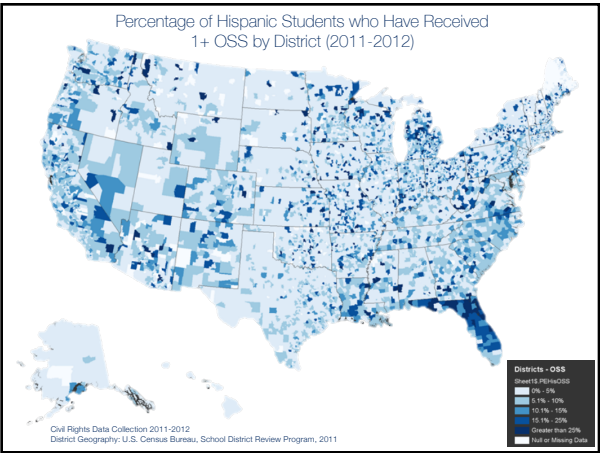 Percentage of Hispanic Students who Have Received
1+ OSS by District (2011-2012)
Districts - OSS
Sheet1$.PEHisOSS
0% - 5%
5.1% - 10%
10.1% - 15%
15.1% - 25%
Greater than 25%
Null or Missing Data
Civil Rights Data Collection 2011-2012
District Geography: U.S. Census Bureau, School District Review Program, 2011